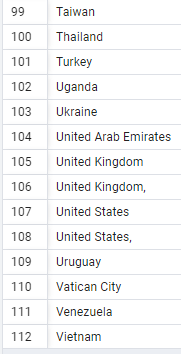 99 Taiwan
100 Thailand
101 Turkey
102 Uganda
103 Ukraine
104 United Arab Emirates
105 United Kingdom
106 United Kingdom,
107 United States
108 United States,
109 Uruguay
110 Vatican City
111 Venezuela
112 Vietnam